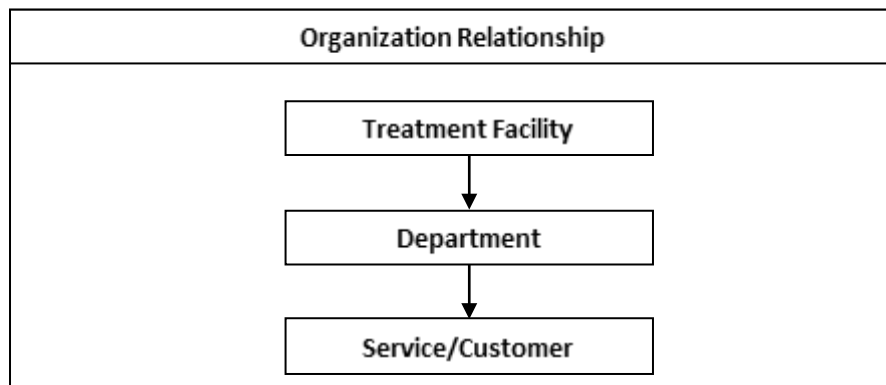 Organization Relationship
Treatment Facility
Department
Service/Customer